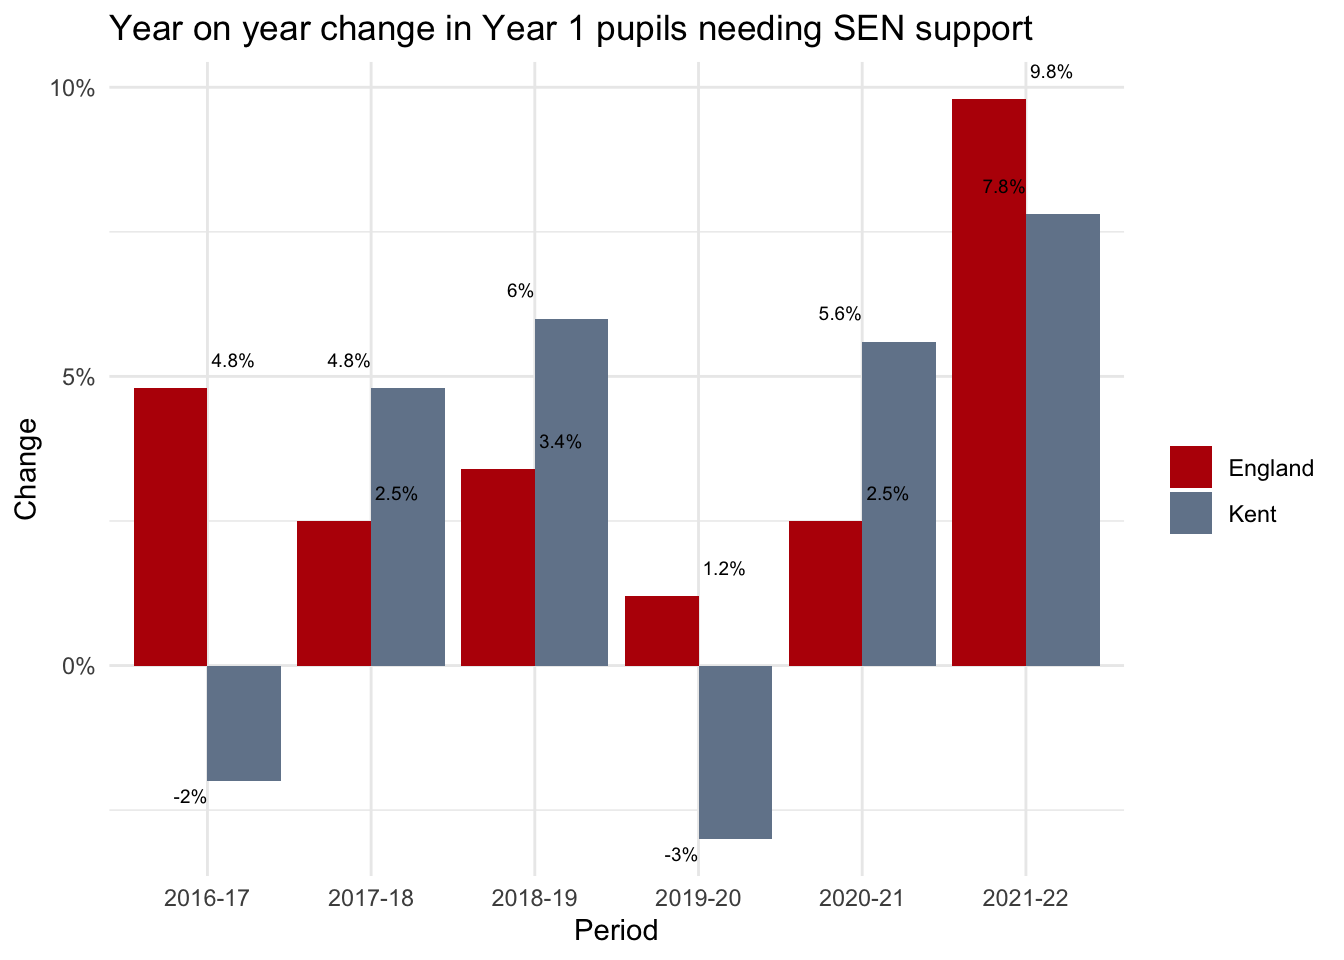 Year on year change in Year 1 pupils needing SEN support
9.8%
10%
7.8%
6%
5.6%
4.8%
4.8%
5%
3.4%
2.5%
2.5%
1.2%
0%
-2%
-3%
Change
England
Kent
2016-17 2017-18 2018-19 2019-20 2020-21 2021-22
Period